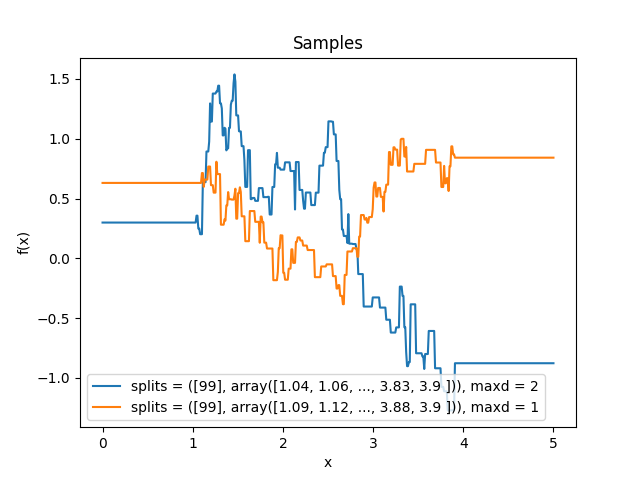 Samples
f(x)
1.5
1.0
0.5
0.0
−0.5
−1.0
splits = ([99], array([1.04, 1.06, ..., 3.83, 3.9 ])), maxd = 2
splits = ([99], array([1.09, 1.12, ..., 3.88, 3.9 ])), maxd = 1
0 1 2 3 4 5
x